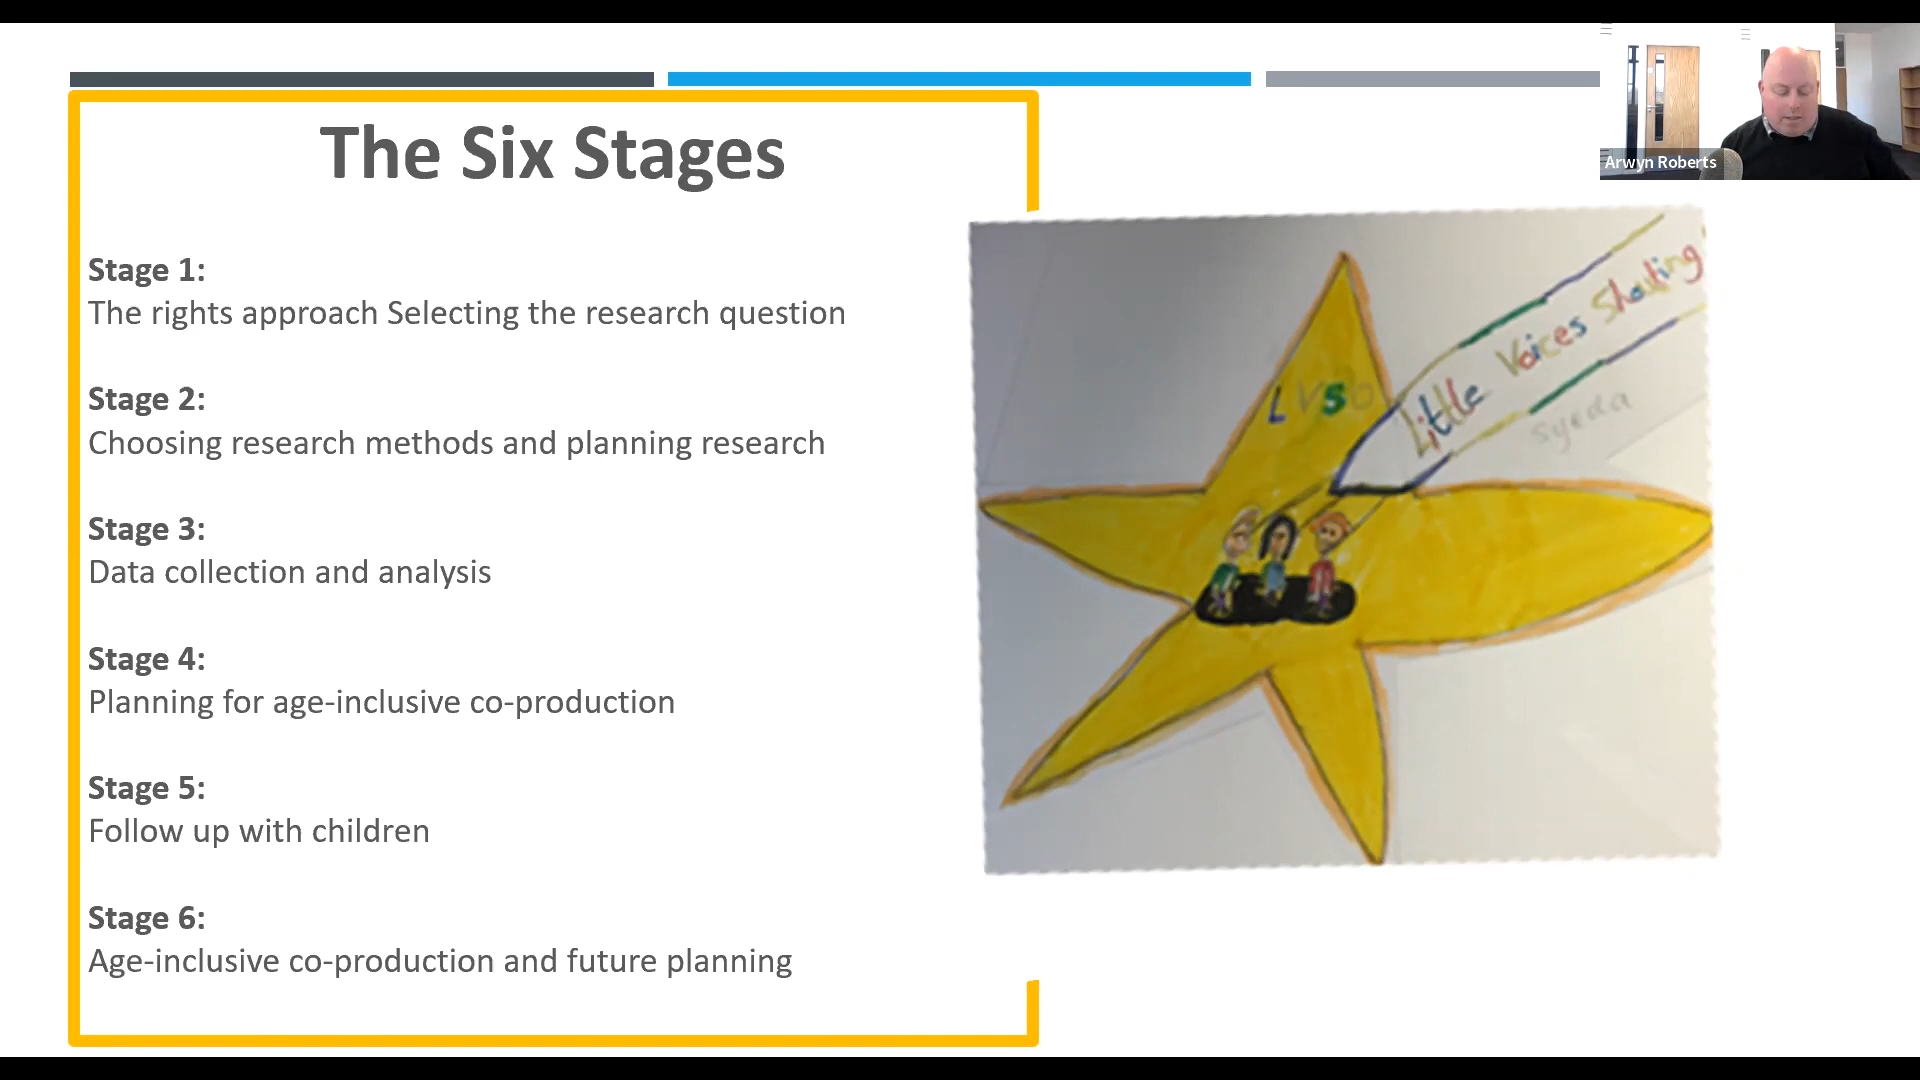 The Six Stages
Stage 1:
The rights approach Selecting the research question
Stage 2:
Choosing research methods and planning research
Stage 3:
Data collection and analysis
Stage 4:
Planning for age-inclusive co-production
Stage 5:
Follow up with children
Stage 6:
Age-inclusive co-production and future planning
Arwyn Roberts
Little Voices Shouting
LVSO
syeda